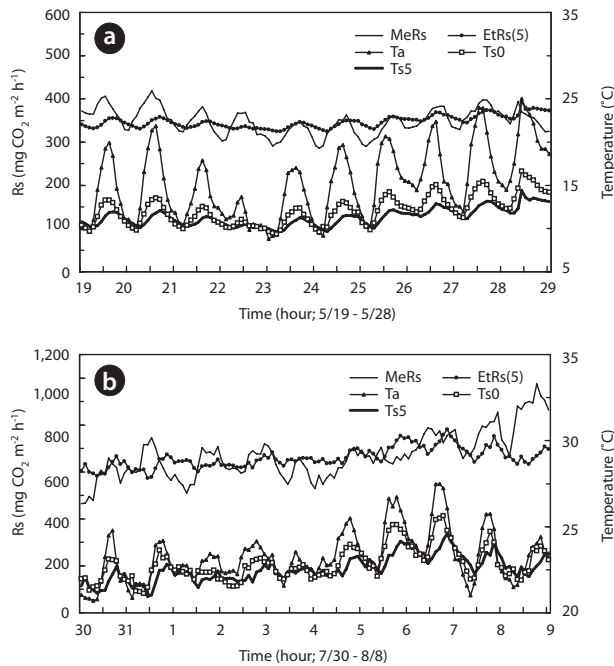 a
MeRs
EtRs(5)
Ta
Ts0
Ts5
Rs (mg CO2 m-2 h-1)
600
500
400
350
300
200
150
100
0
35
25
20
15
10
5
Temperature (˚C)
19 20 21 22 23 24 25 26 27 28 29
Time (hour; 5/19 - 5/28)
b
MeRs
EtRs(5)
Ta
Ts0
Ts5
Rs (mg CO2 m-2 h-1)
1,200
1,000
800
600
400
200
0
35
30
25
20
Temperature (˚C)
30 31 1 2 3 4 5 6 7 8 9
Time (hour; 7/30 - 8/8)